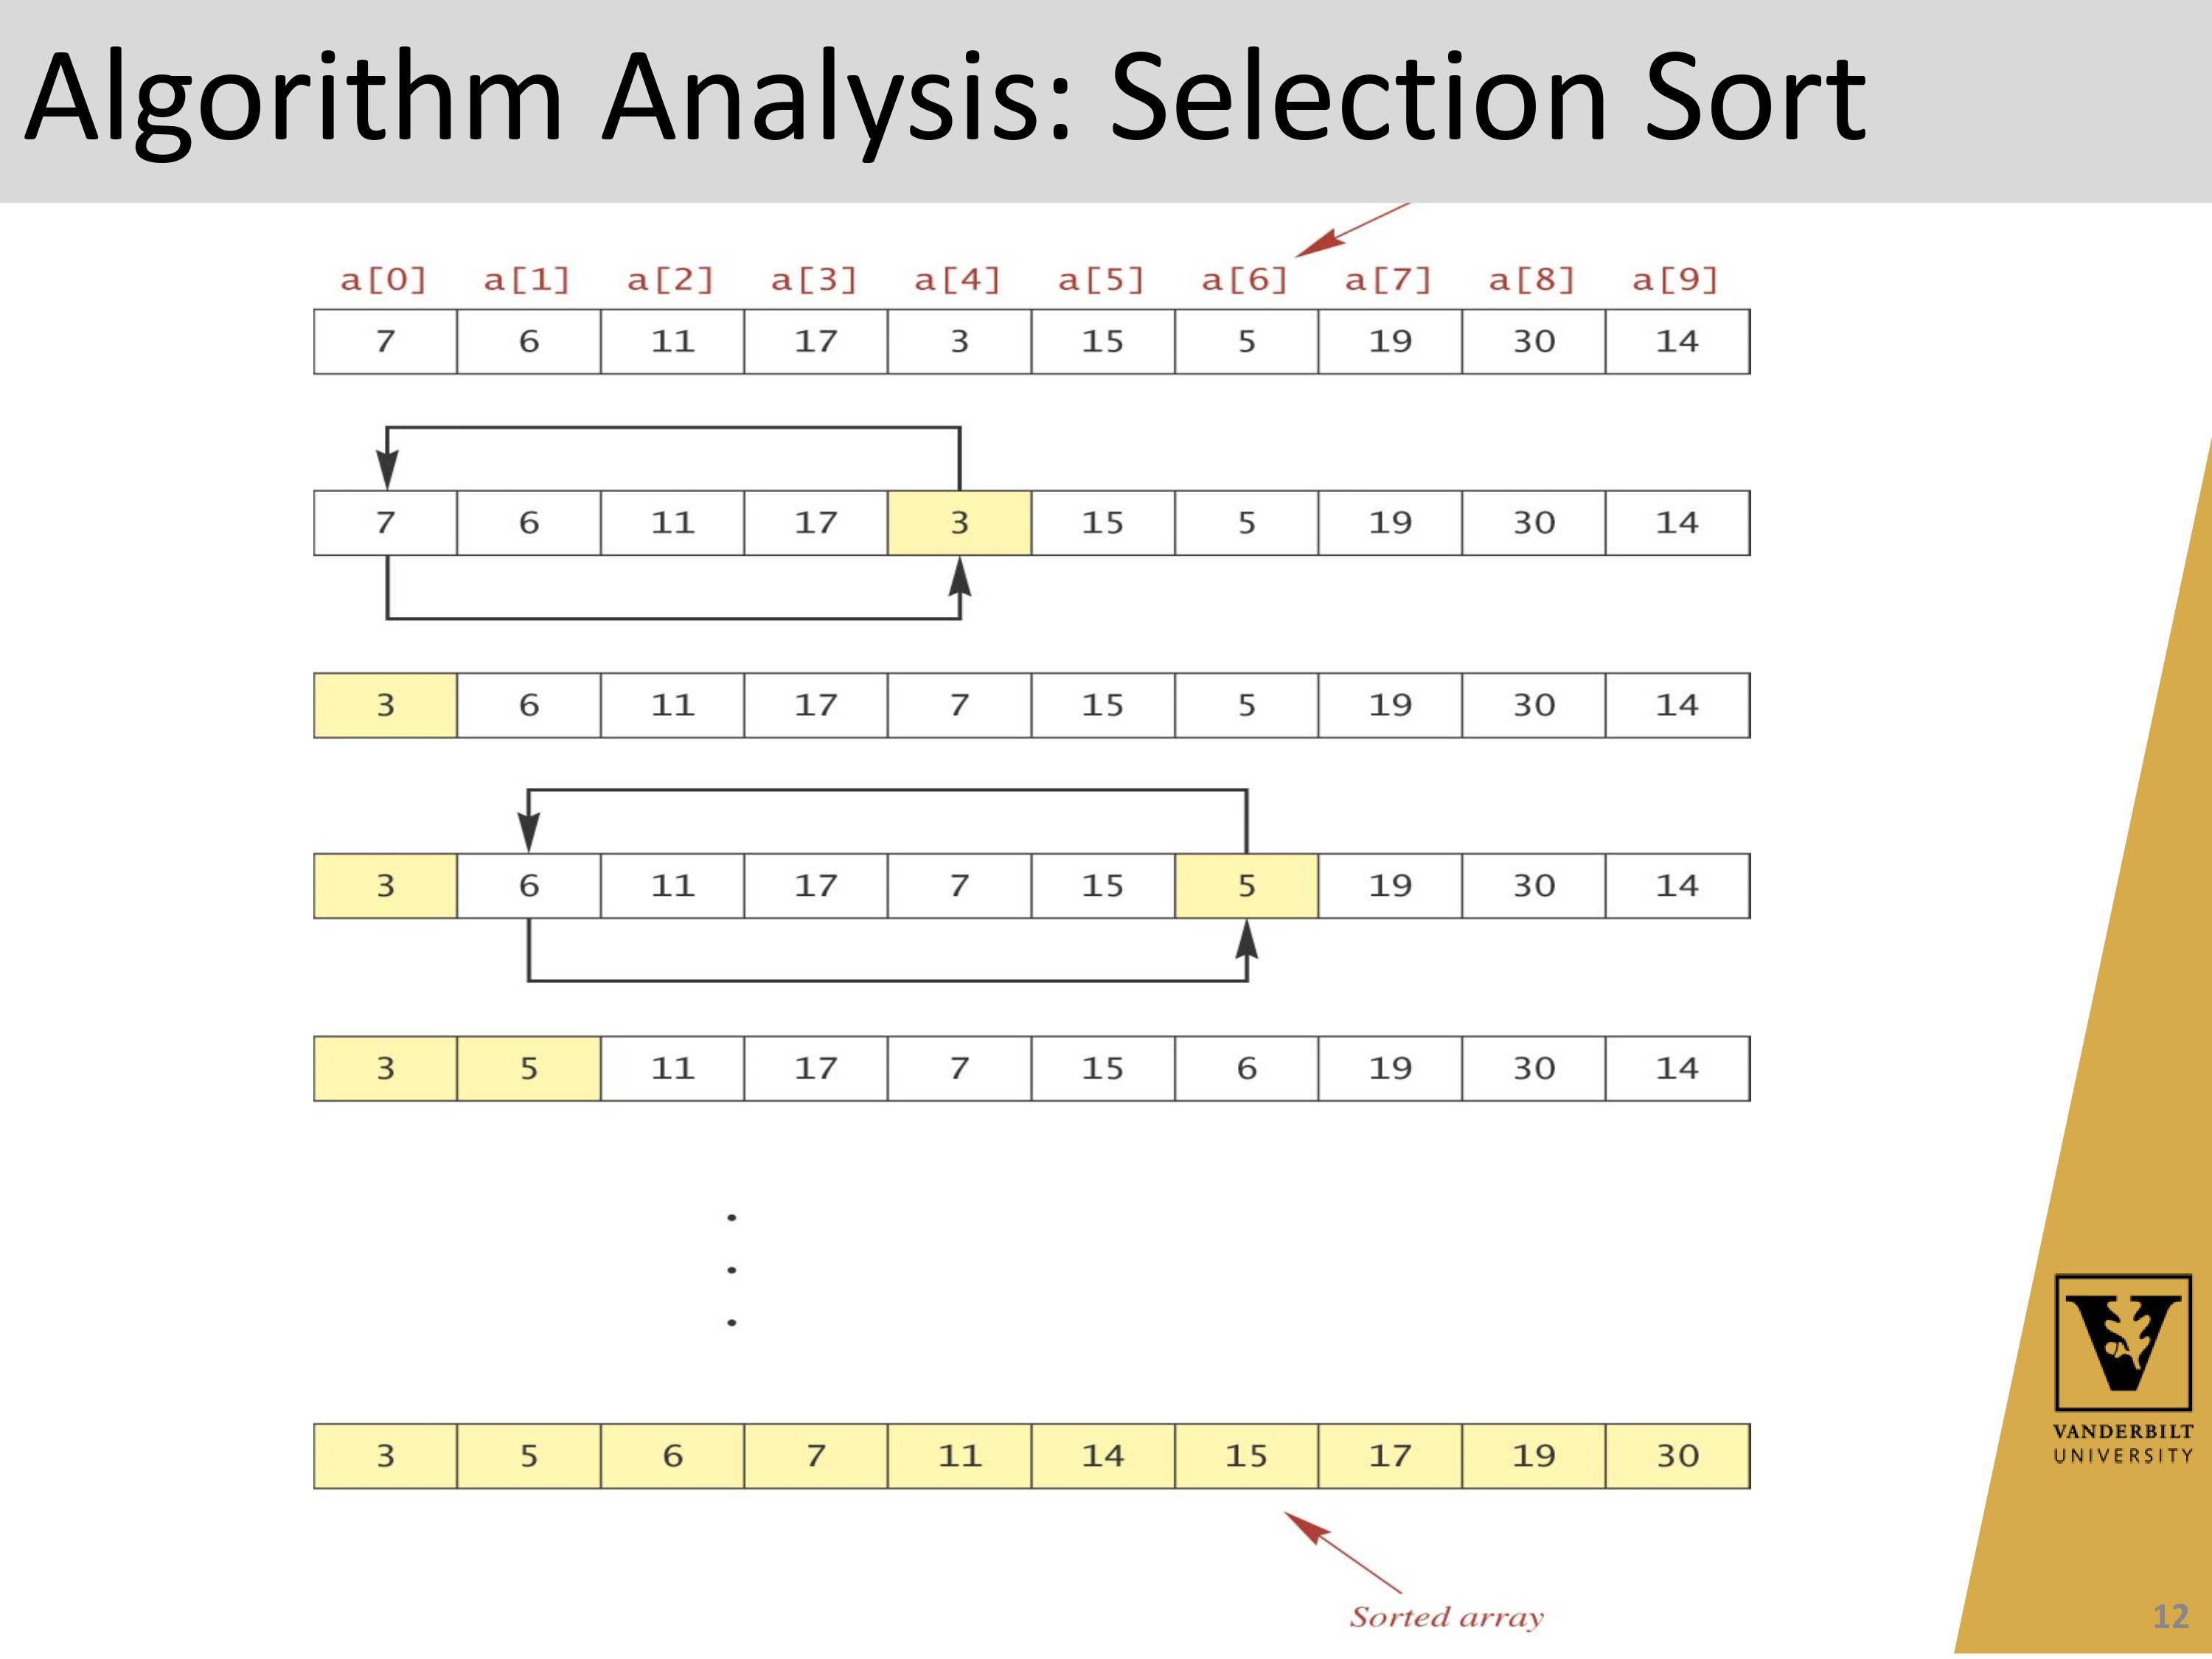 Algorithm Analysis: Selection Sort
a[0] a[1] a[2] a[3] a[4] a[5] a[6] a[7] a[8] a[9]
7 6 11 17 3 15 5 19 30 14
7 6 11 17 3 15 5 19 30 14
3 6 11 17 7 15 5 19 30 14
3 6 11 17 7 15 5 19 30 14
3 5 11 17 7 15 6 19 30 14
3 5 6 7 11 14 15 17 19 30
Sorted array
V
VANDERBILT
UNIVERSITY
12